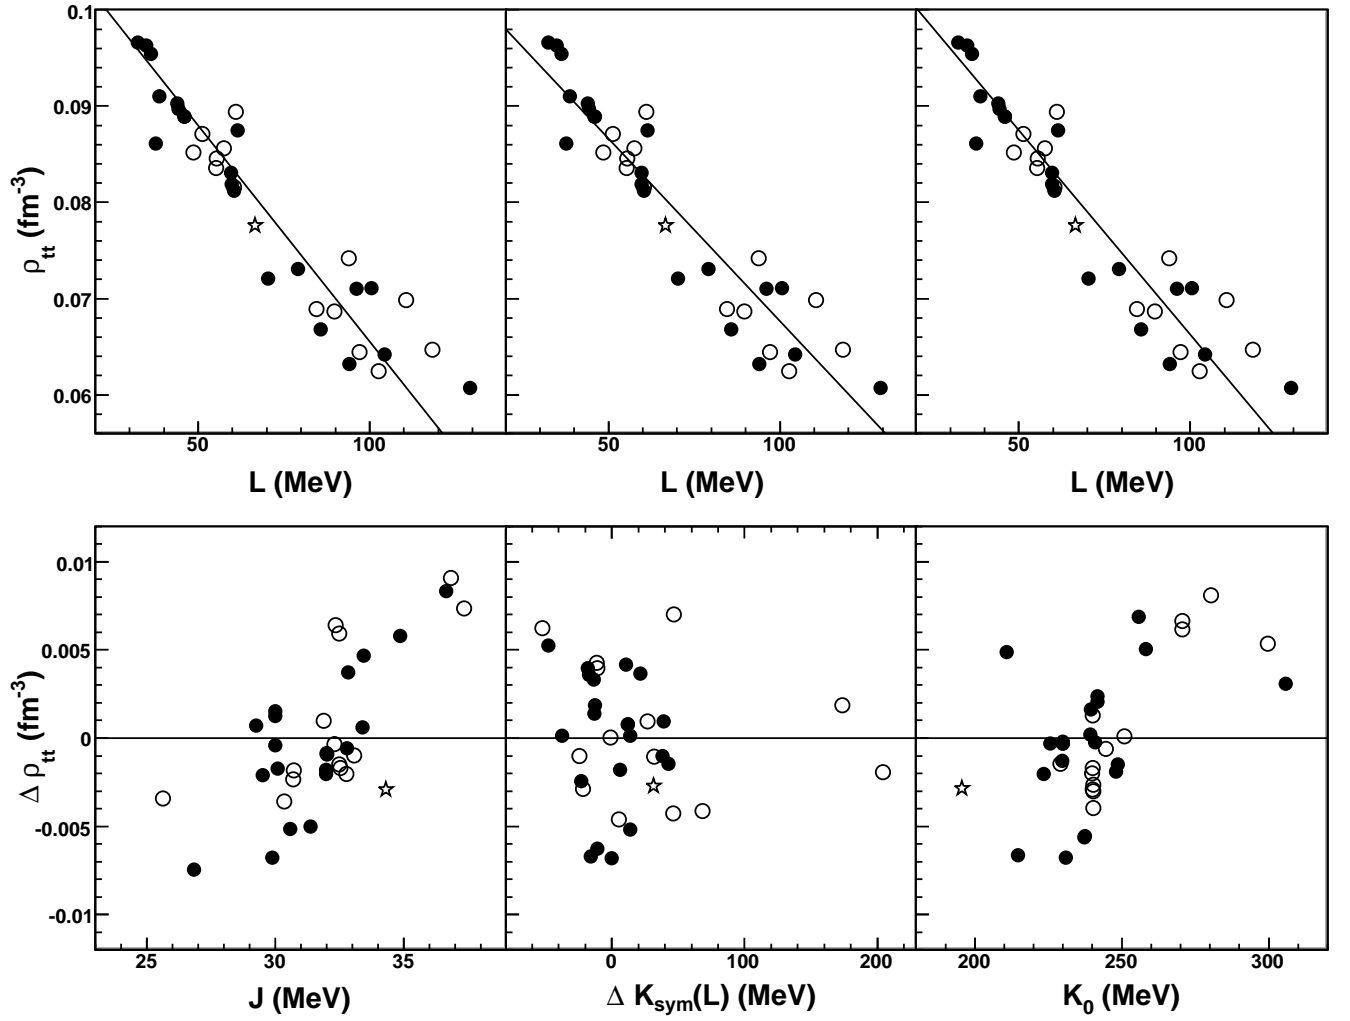 0.1
0.09
0.08
0.07
0.06
ρtt (fm-3)
50 100 50 100 50 100
L (MeV) L (MeV) L (MeV)
0.01
0.005
0
-0.005
-0.01
Δ ρtt (fm-3)
25 30 35 0 100 200 200 250 300
J (MeV) Δ Ksym(L) (MeV) K0 (MeV)